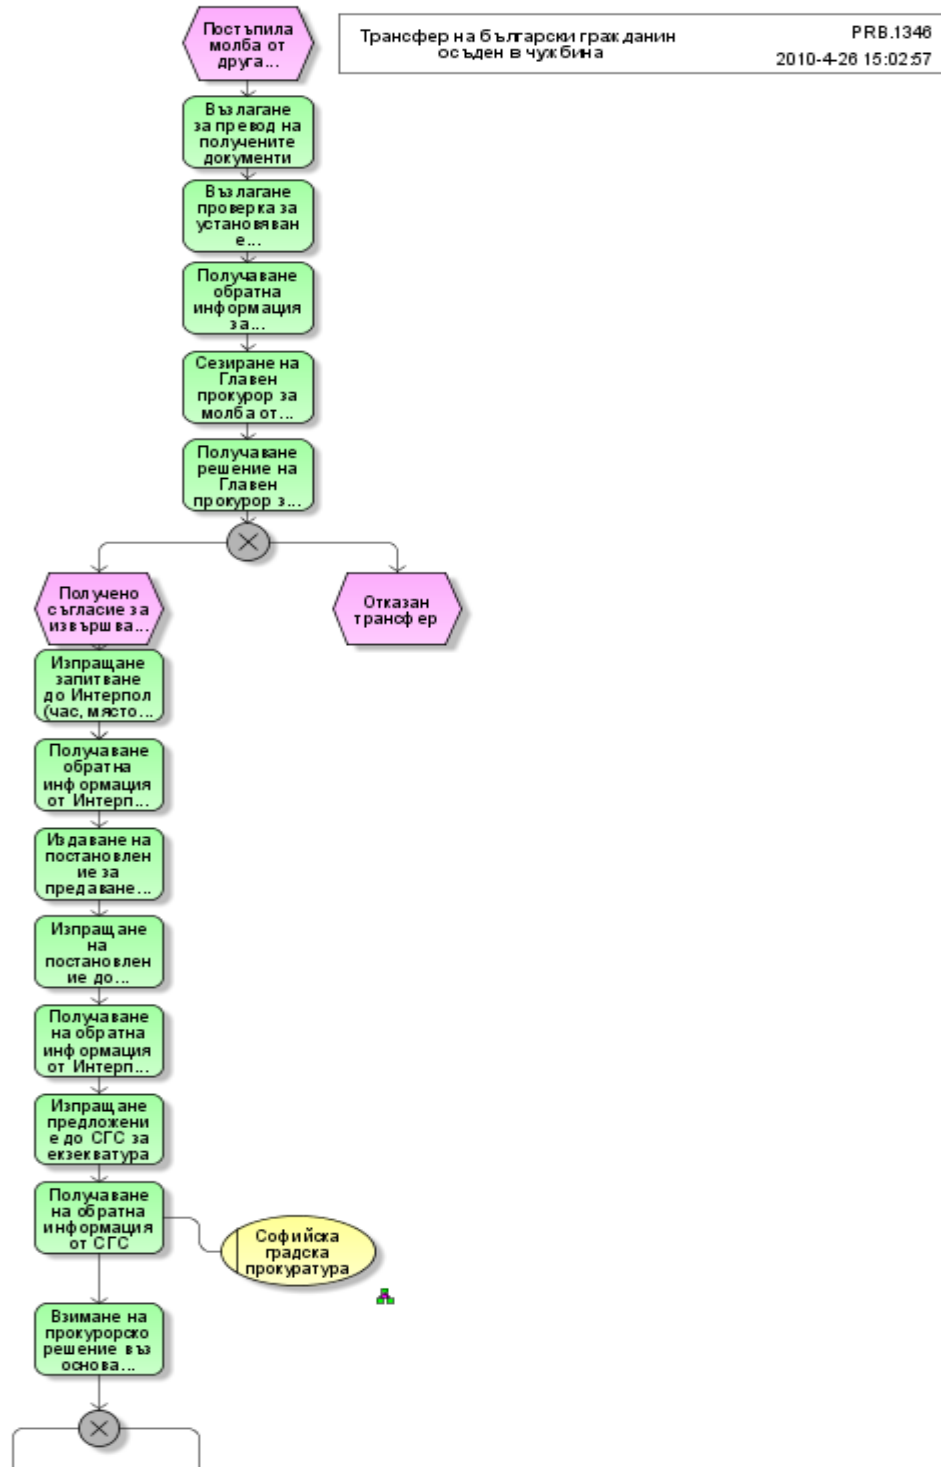 Постъпила
молба от
друга...
Трансфер на български гражданин
осъден в чужбина
PRB.1346
2010-4-26 15:02:57
Възлагане
за превод на
получените
документи
Възлагане
проверка за
установяван
е...
Получаване
обратна
информация
за...
Сезиране на
Главен
прокурор за
молба от...
Получаване
решение на
Главен
прокурор з...
Получено
съгласие за
извършва...
Отказан
трансфер
Изпращане
запитване
до Интерпол
(час, място...
Получаване
обратна
информация
от Интерп...
Издаване на
постановлен
ие за
предаване...
Изпращане
на
постановлен
ие до...
Получаване
на обратна
информация
от Интерп...
Изпращане
предложени
е до СГС за
екзекватура
Получаване
на обратна
информация
от СГС
Софийска
градска
прокуратура
Взимане на
прокурорско
решение въз
основа...